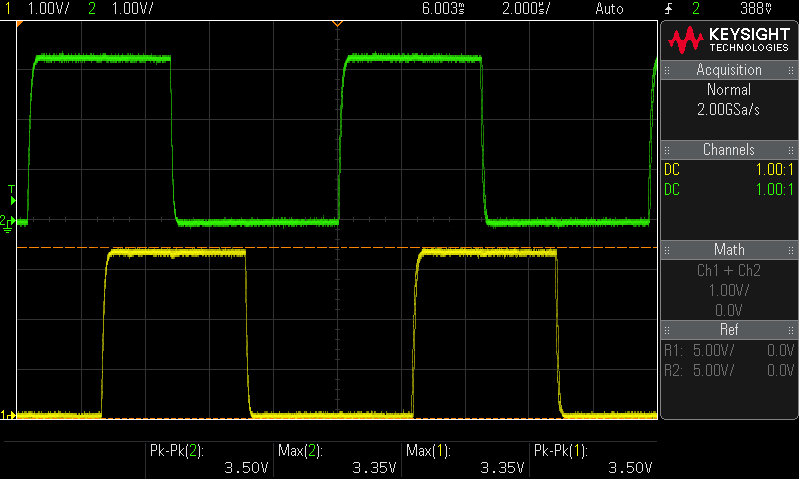 1 1.00V/ 2 1.00V/ 6.003s 2.000s/ Auto 2 388mV
KEYSIGHT
TECHNOLOGIES
Acquisition
Normal
2.00GSa/s
Channels
DC 1.00:1
DC 1.00:1
T
2
Math
Ch1 + Ch2
1.00V/
0.0V
Ref
R1: 5.00V/ 0.0V
R2: 5.00V/ 0.0V
1
Pk-Pk(2): Max(2): Max(1): Pk-Pk(1):
3.50V 3.35V 3.35V 3.50V